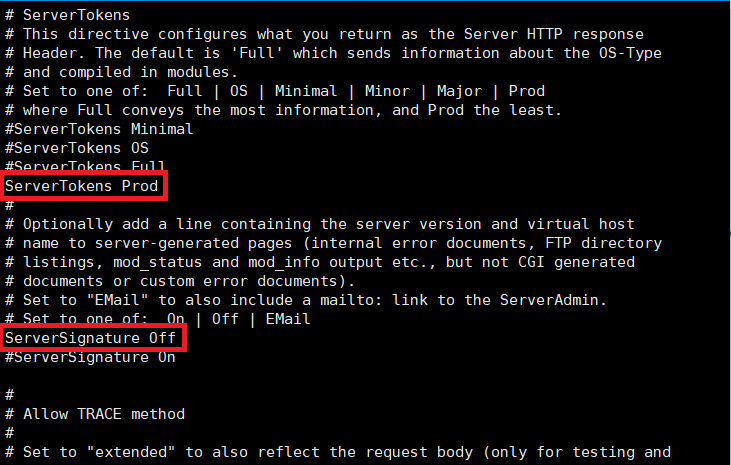 # ServerTokens
# This directive configures what you return as the Server HTTP response
# Header. The default is 'Full' which sends information about the OS-Type
# and compiled in modules.
# Set to one of:  Full | OS | Minimal | Minor | Major | Prod
# where Full conveys the most information, and Prod the least.
#ServerTokens Minimal
#ServerTokens OS
#ServerTokens Full
ServerTokens Prod
#
# Optionally add a line containing the server version and virtual host
# name to server-generated pages (internal error documents, FTP directory
# listings, mod_status and mod_info output etc., but not CGI generated
# documents or custom error documents).
# Set to "EMail" to also include a mailto: link to the ServerAdmin.
# Set to one of:  On | Off | EMail
ServerSignature Off
#ServerSignature On

#
# Allow TRACE method
#
# Set to "extended" to also reflect the request body (only for testing and